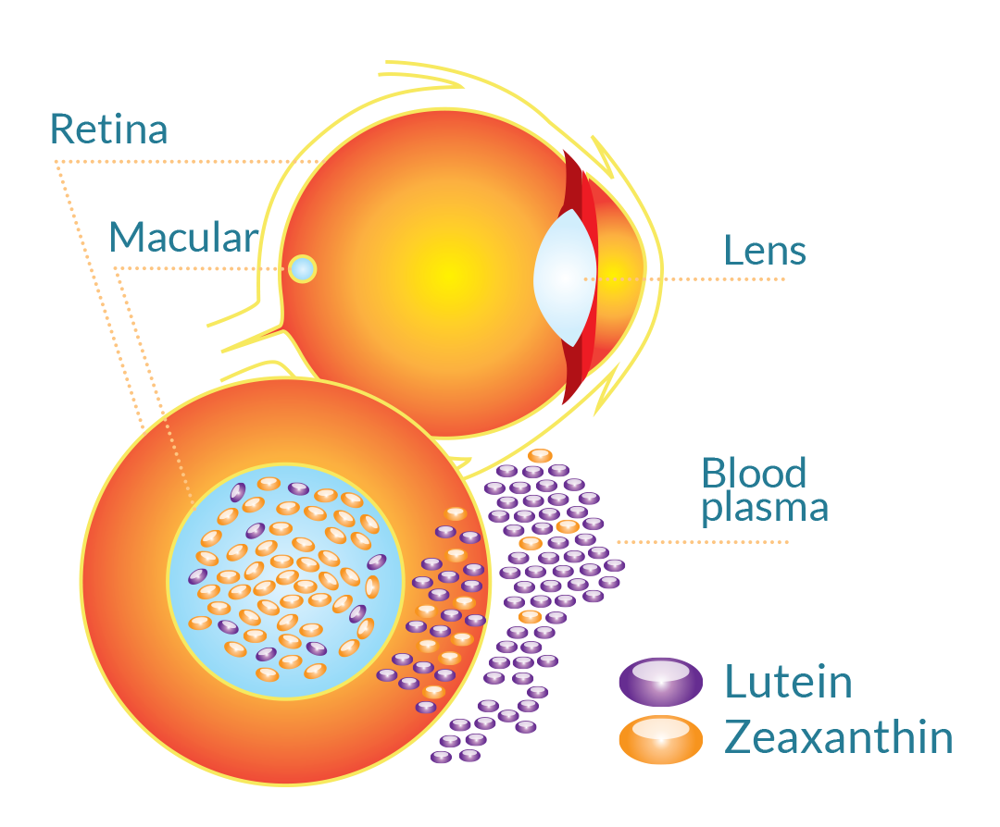 Retina
Macular
Lens
Blood
plasma
Lutein
Zeaxanthin